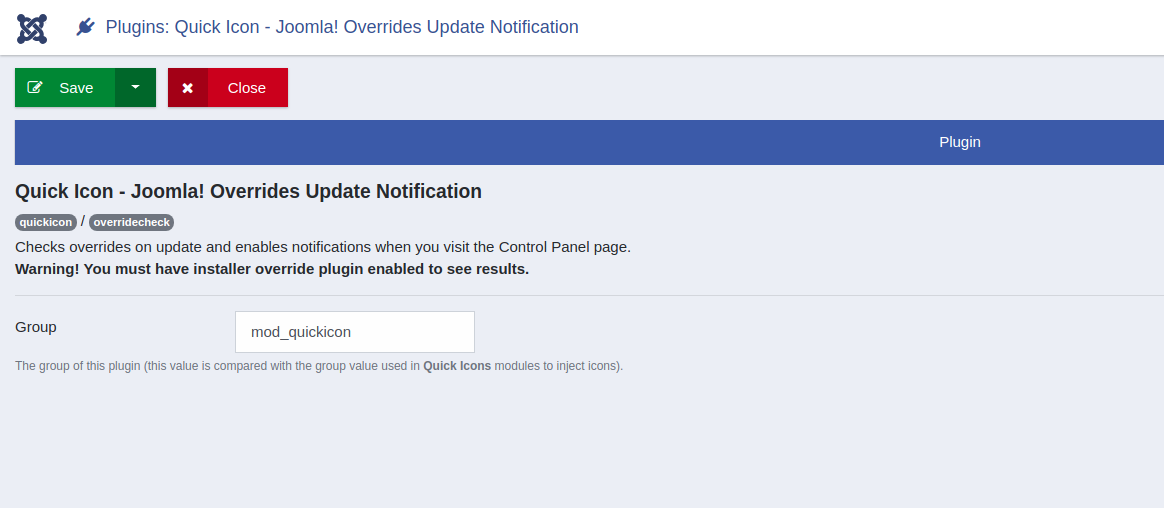 Plugins: Quick Icon - Joomla! Overrides Update Notification
Save
Close
Plugin
Quick Icon - Joomla! Overrides Update Notification
quickicon / overridecheck
Checks overrides on update and enables notifications when you visit the Control Panel page.
Warning! You must have installer override plugin enabled to see results.
Group
mod_quickicon
The group of this plugin (this value is compared with the group value used in Quick Icons modules to inject icons).